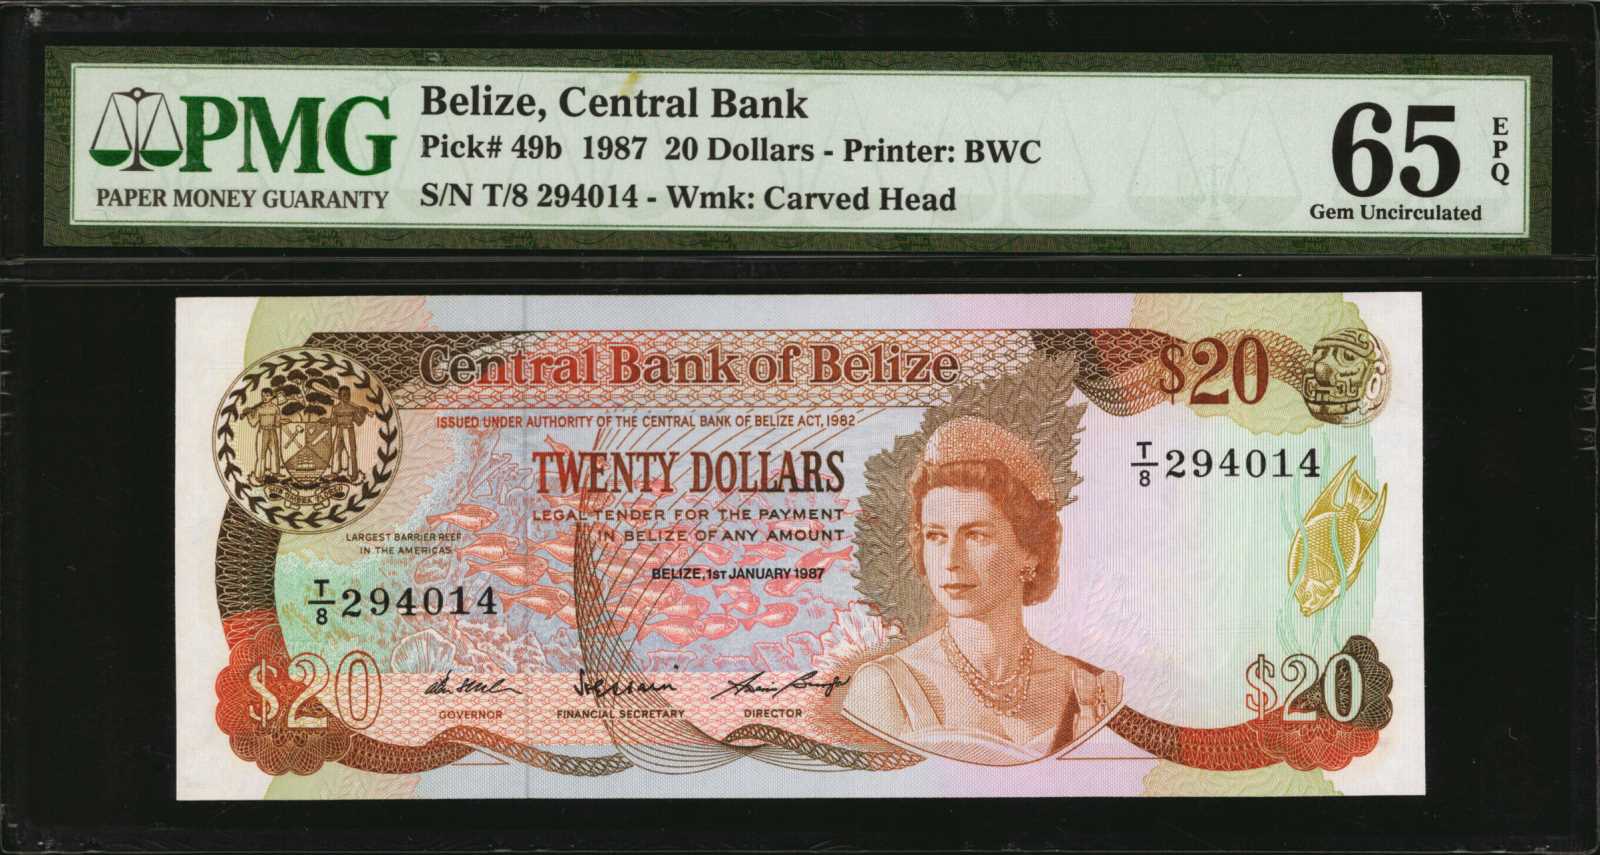 PMG
PAPER MONEY GUARANTY
Belize, Central Bank
Pick# 49b 1987 20 Dollars - Printer: BWC
S/N T/8 294014 - Wmk: Carved Head
65
EPQ
Gem Uncirculated
Central Bank of Belize
$20
ISSUED UNDER AUTHORITY OF THE CENTRAL BANK OF BELIZE ACT, 1982
TWENTY DOLLARS
T/8 294014
LEGAL TENDER FOR THE PAYMENT
IN BELIZE OF ANY AMOUNT
LARGEST BARRIER REEF
IN THE AMERICAS
BELIZE, 1ST JANUARY 1987
T/8 294014
$20
$20
GOVERNOR
FINANCIAL SECRETARY
DIRECTOR